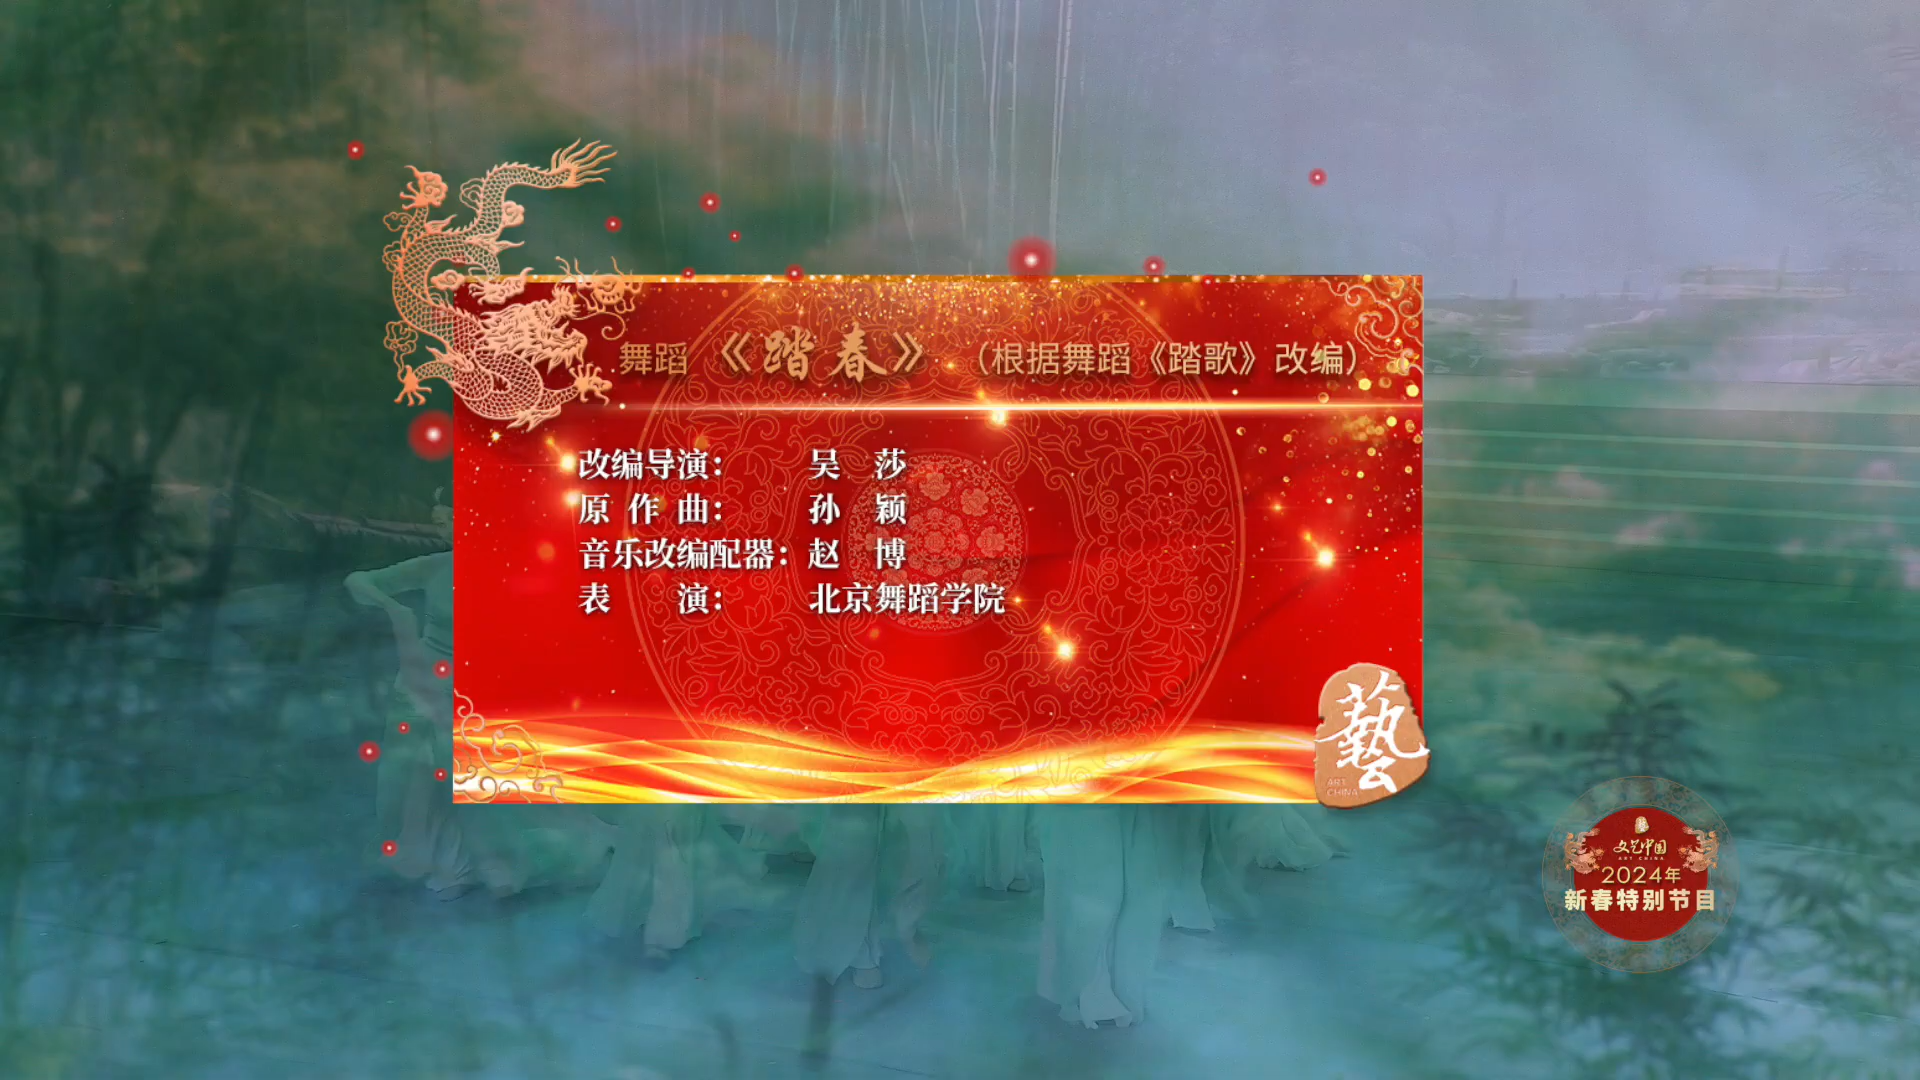 舞蹈 《踏春》 （根据舞蹈《踏歌》改编）
改编导演： 吴 莎
原 作 曲： 孙 颖
音乐改编配器： 赵 博
表 演： 北京舞蹈学院
藝
ART
CHINA
文艺中国
ART CHINA
2024年
新春特别节目